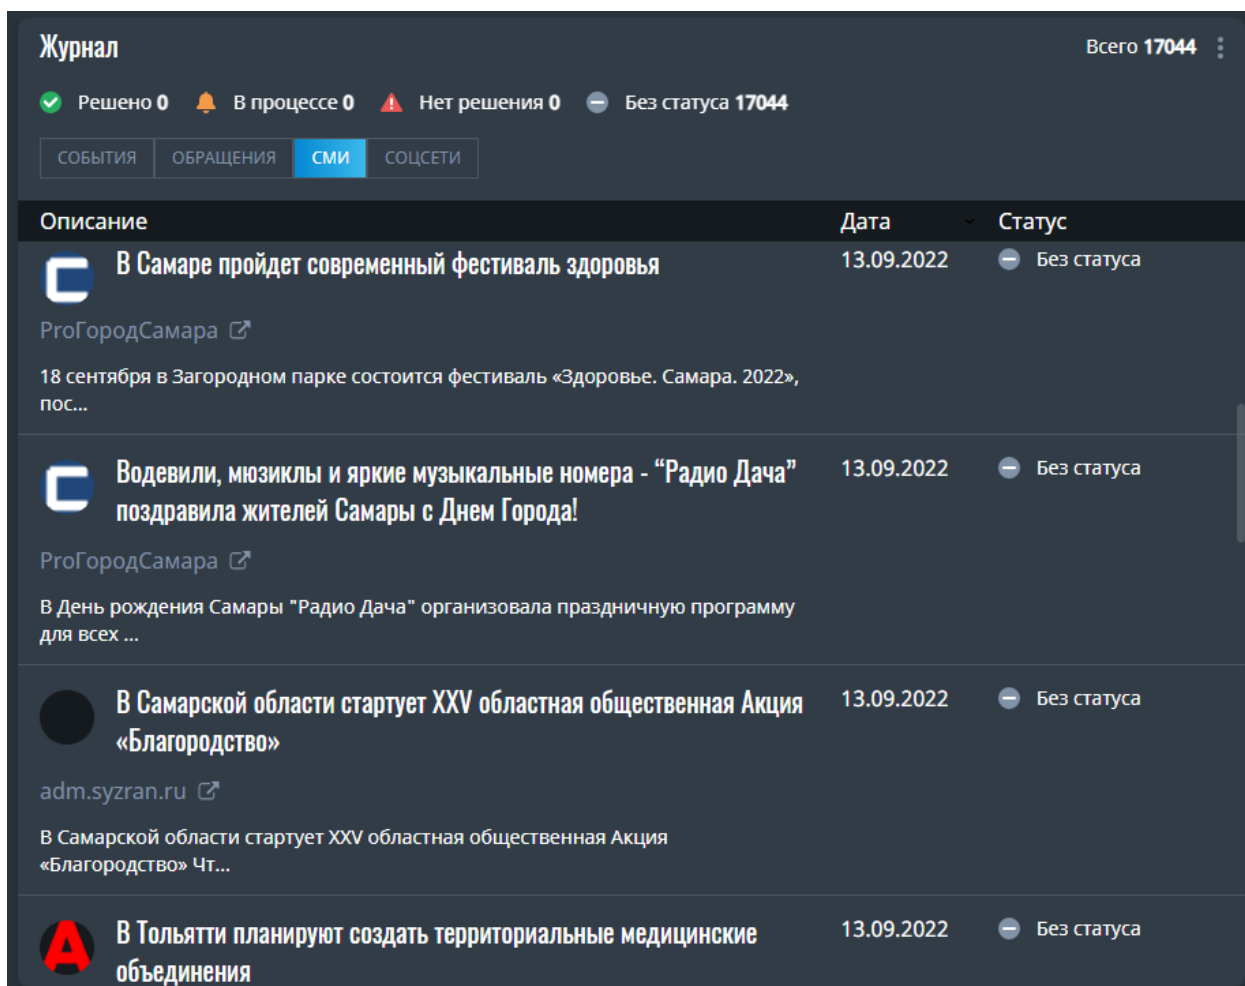 Журнал
Всего 17044
Решено 0 В процессе 0 Нет решения 0 Без статуса 17044
СОБЫТИЯ ОБРАЩЕНИЯ СМИ СОЦСЕТИ
Описание Дата Статус
В Самаре пройдет современный фестиваль здоровья 13.09.2022 Без статуса
ProГородСамара
18 сентября в Загородном парке состоится фестиваль «Здоровье. Самара. 2022»,
пос...
Водевили, мюзиклы и яркие музыкальные номера - “Радио Дача” 13.09.2022 Без статуса
поздравила жителей Самары с Днем Города!
ProГородСамара
В День рождения Самары "Радио Дача" организовала праздничную программу
для всех ...
В Самарской области стартует XXV областная общественная Акция 13.09.2022 Без статуса
«Благородство»
adm.syzran.ru
В Самарской области стартует XXV областная общественная Акция
«Благородство» Чт...
В Тольятти планируют создать территориальные медицинские 13.09.2022 Без статуса
объединения